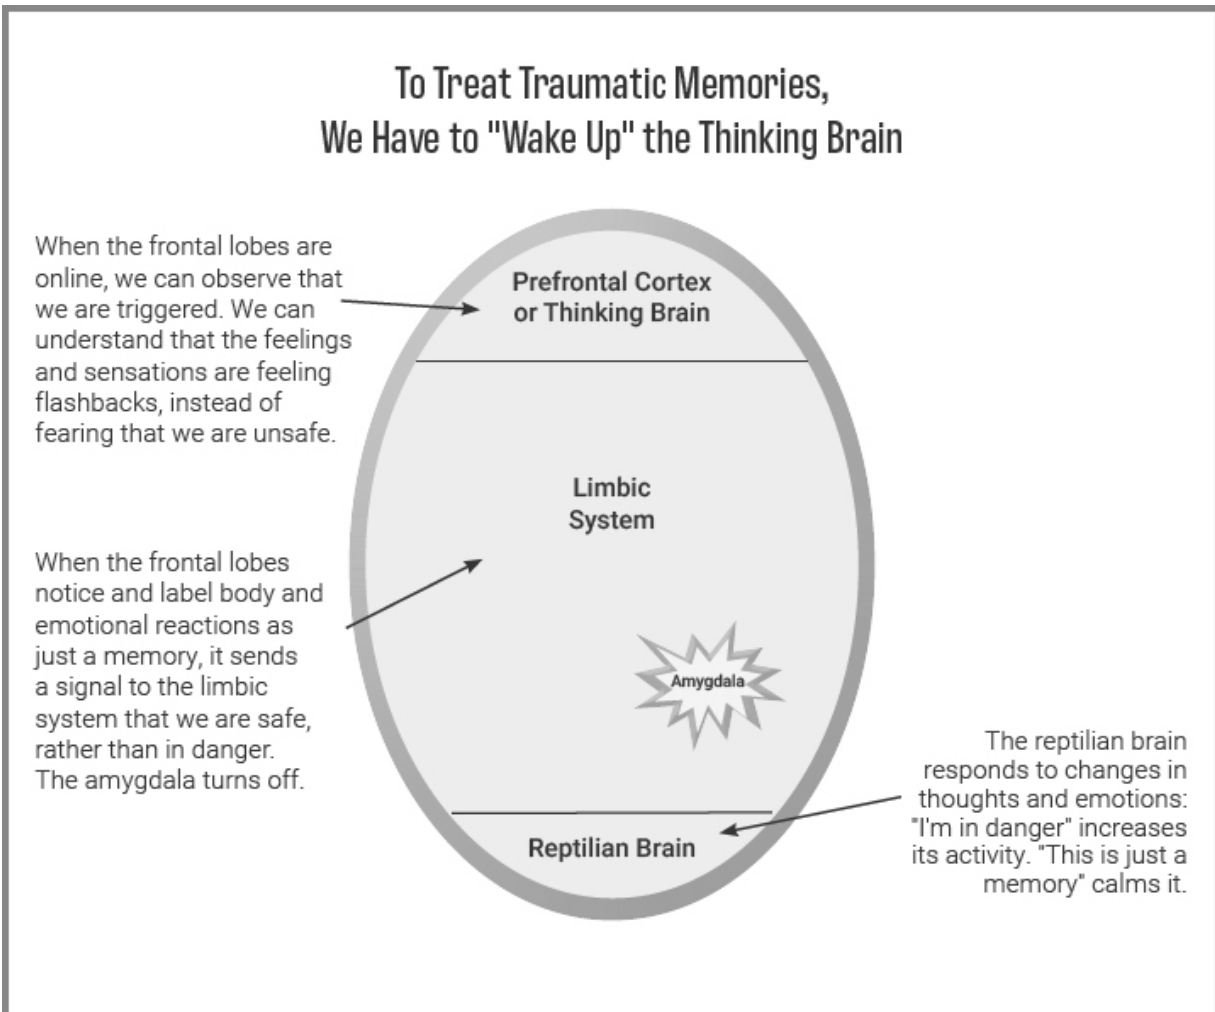 To Treat Traumatic Memories,
We Have to "Wake Up" the Thinking Brain
When the frontal lobes are
online, we can observe that
we are triggered. We can
understand that the feelings
and sensations are feeling
flashbacks, instead of
fearing that we are unsafe.
Prefrontal Cortex
or Thinking Brain
Limbic
System
When the frontal lobes
notice and label body and
emotional reactions as
just a memory, it sends
a signal to the limbic
system that we are safe,
rather than in danger.
The amygdala turns off.
Amygdala
The reptilian brain
responds to changes in
thoughts and emotions:
"I'm in danger" increases
its activity. "This is just a
memory" calms it.
Reptilian Brain